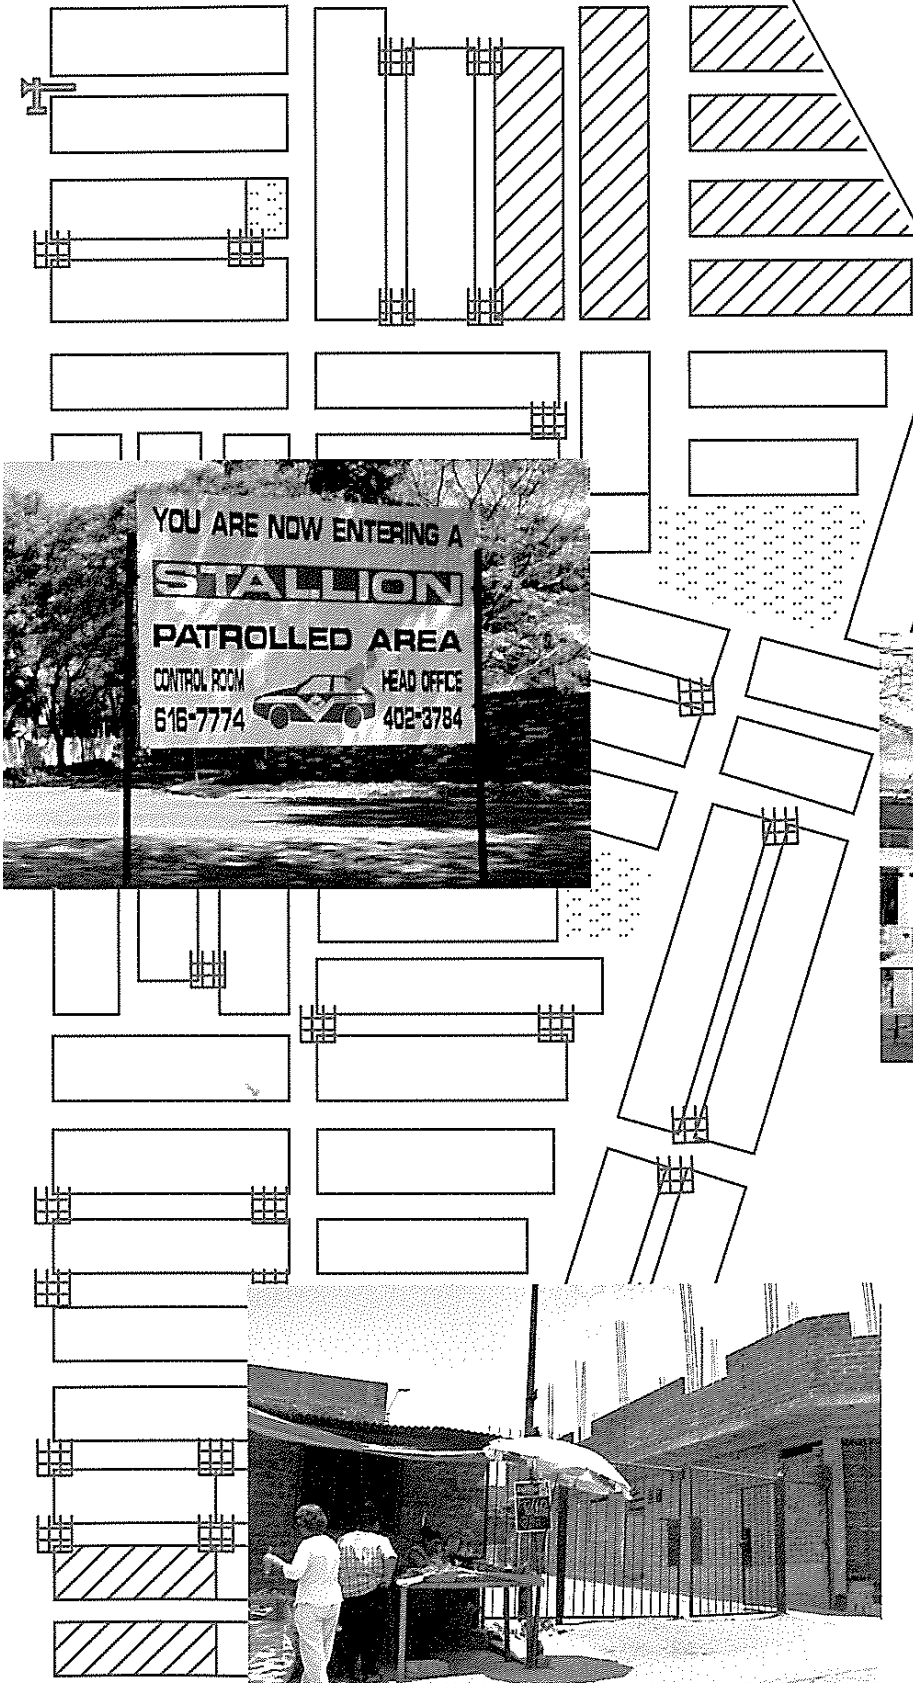 YOU ARE NOW ENTERING A
STALLION
PATROLLED AREA
CONTROL ROOM
616-7774
HEAD OFFICE
402-3784